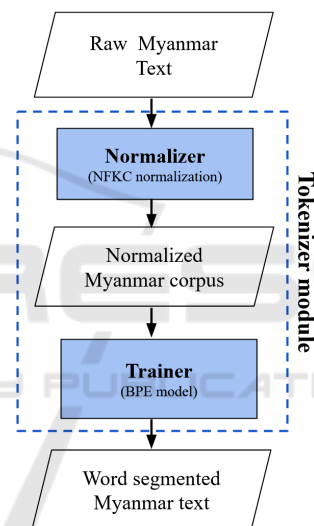 Raw Myanmar
Text
Normalizer
(NFKC normalization)
Normalized
Myanmar corpus
Trainer
(BPE model)
Word segmented
Myanmar text
Tokenizer module